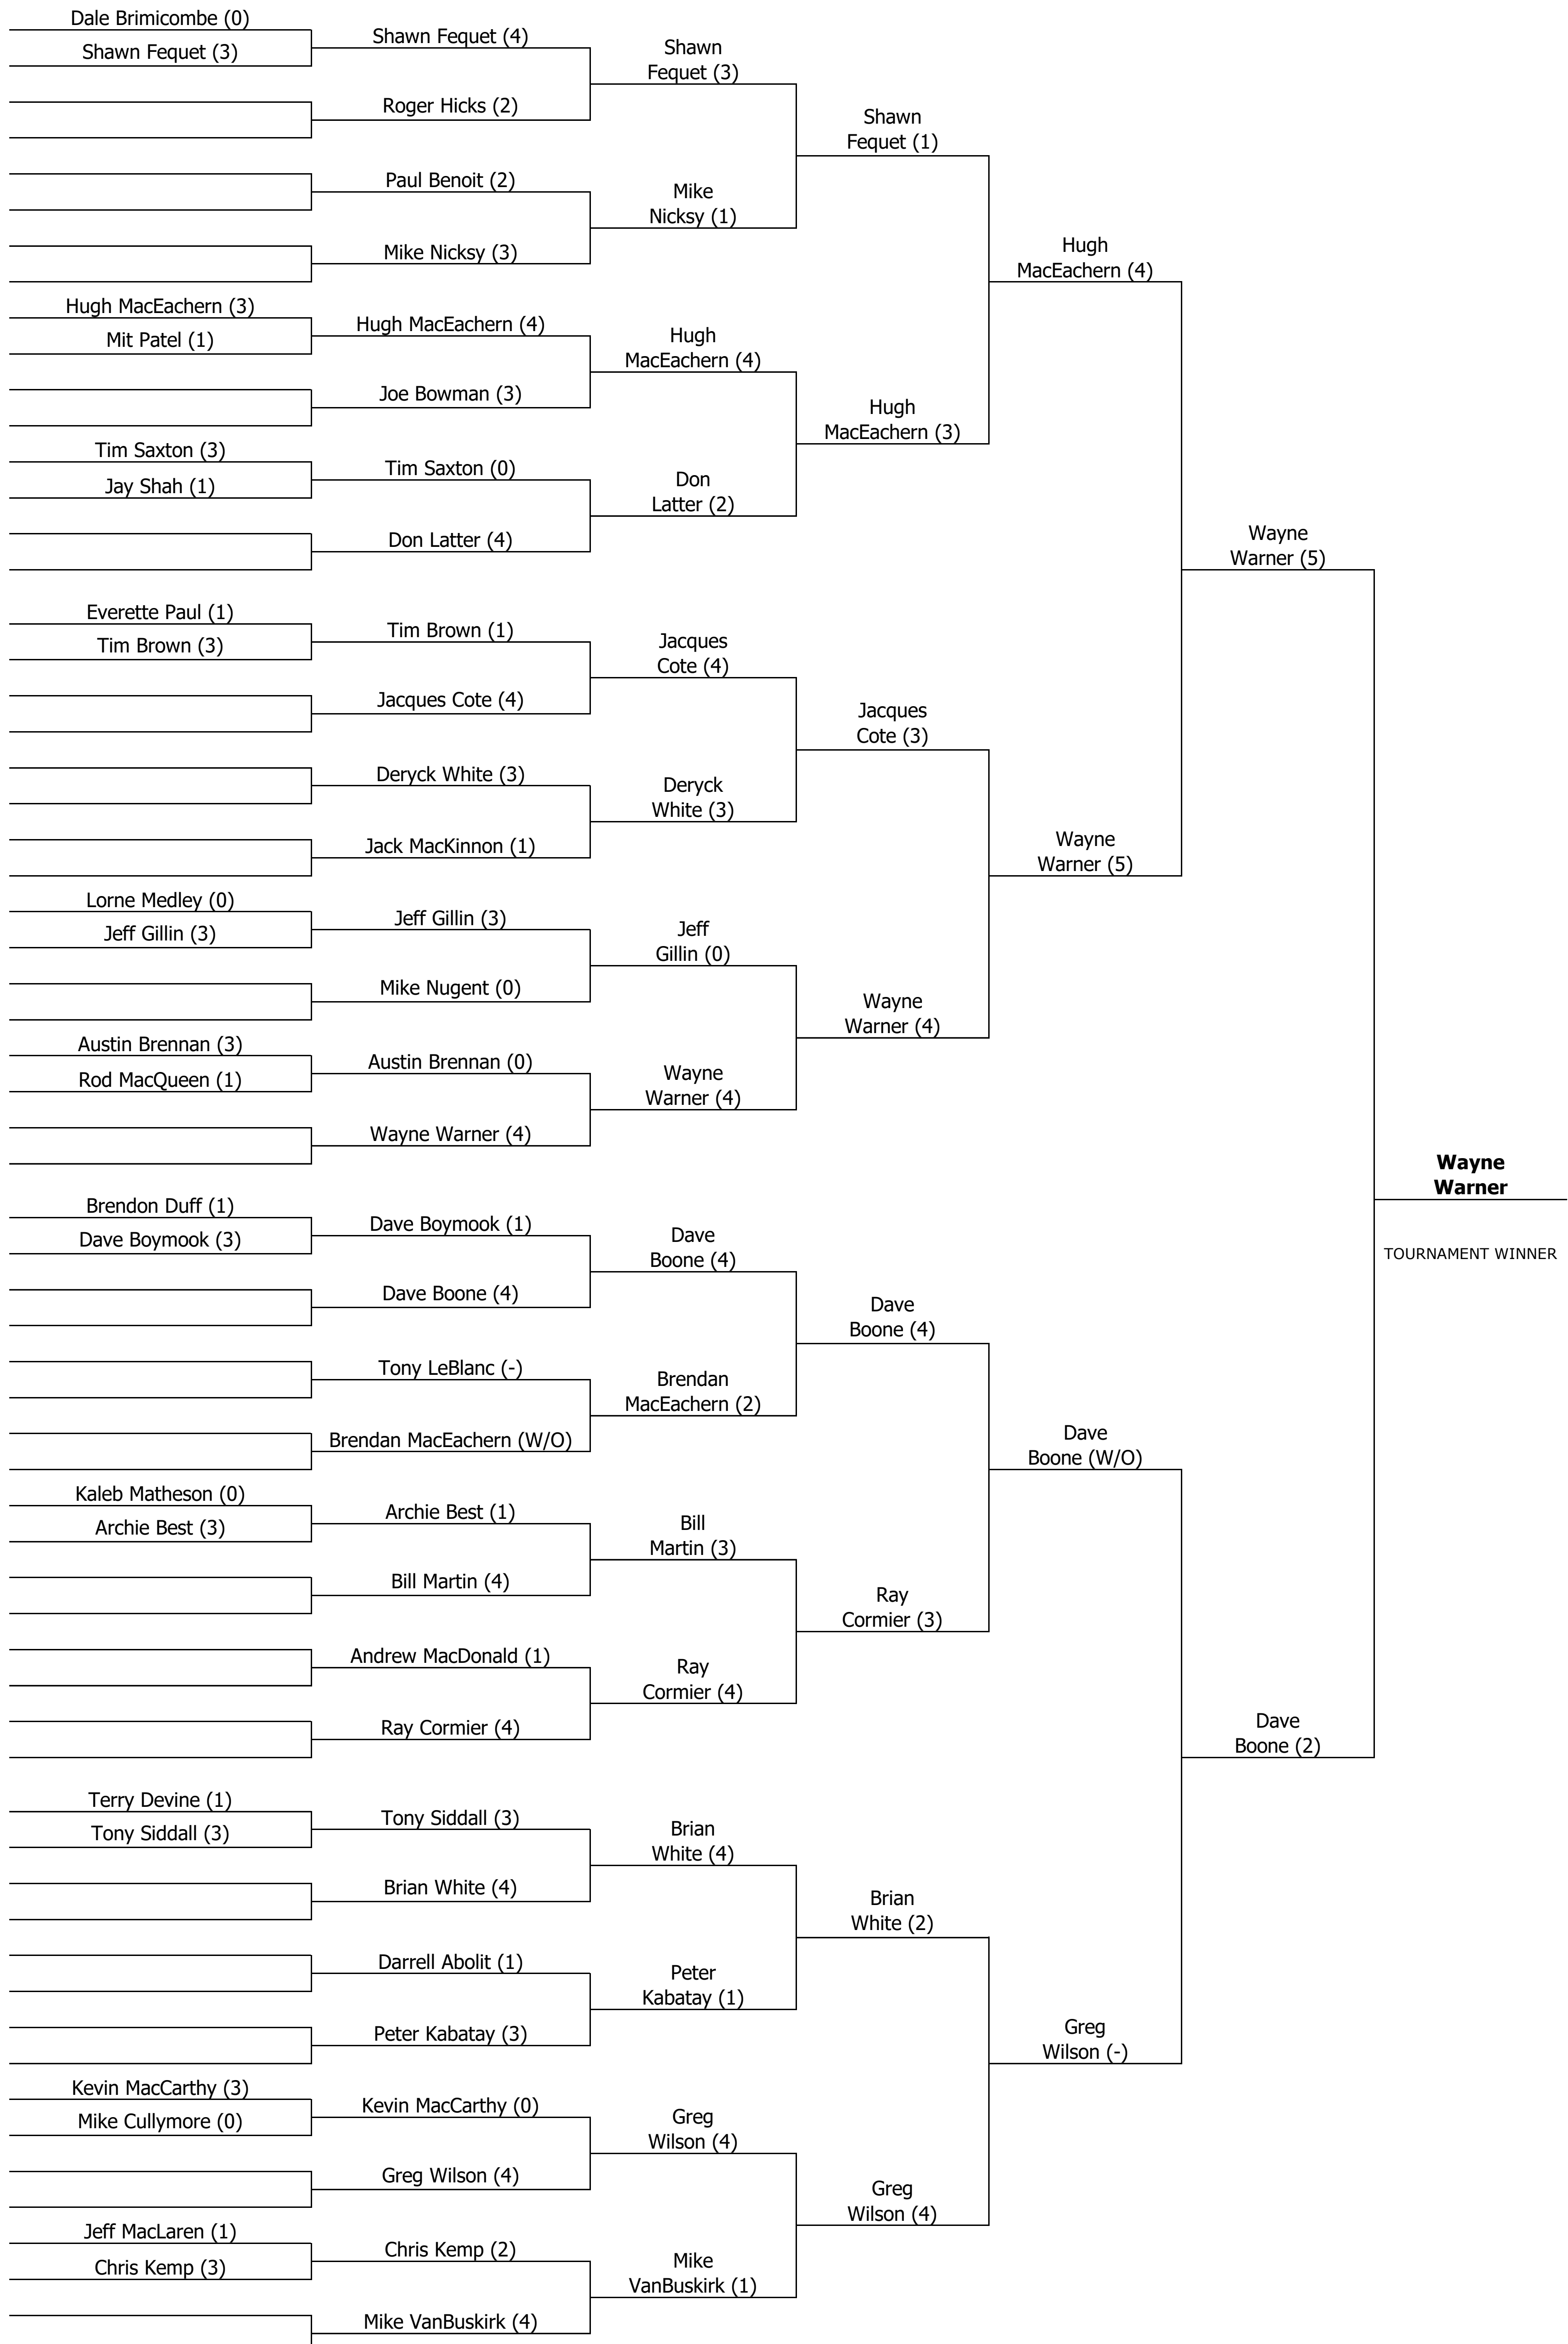 Dale Brimicombe (0)
Shawn Fequet (3)
Hugh MacEachern (3)
Mit Patel (1)
Tim Saxton (3)
Jay Shah (1)
Everette Paul (1)
Tim Brown (3)
Lorne Medley (0)
Jeff Gillin (3)
Austin Brennan (3)
Rod MacQueen (1)
Brendon Duff (1)
Dave Boymook (3)
Kaleb Matheson (0)
Archie Best (3)
Terry Devine (1)
Tony Siddall (3)
Kevin MacCarthy (3)
Mike Cullymore (0)
Jeff MacLaren (1)
Chris Kemp (3)
Shawn Fequet (4)
Roger Hicks (2)
Paul Benoit (2)
Mike Nicksy (3)
Hugh MacEachern (4)
Joe Bowman (3)
Tim Saxton (0)
Don Latter (4)
Tim Brown (1)
Jacques Cote (4)
Deryck White (3)
Jack MacKinnon (1)
Jeff Gillin (3)
Mike Nugent (0)
Austin Brennan (0)
Wayne Warner (4)
Dave Boymook (1)
Dave Boone (4)
Tony LeBlanc (-)
Brendan MacEachern (W/O)
Archie Best (1)
Bill Martin (4)
Andrew MacDonald (1)
Ray Cormier (4)
Tony Siddall (3)
Brian White (4)
Darrell Abolit (1)
Peter Kabatay (3)
Kevin MacCarthy (0)
Greg Wilson (4)
Chris Kemp (2)
Mike VanBuskirk (4)
Shawn
Fequet (3)
Mike
Nicksy (1)
Hugh
MacEachern (4)
Don
Latter (2)
Jacques
Cote (4)
Deryck
White (3)
Jeff
Gillin (0)
Wayne
Warner (4)
Dave
Boone (4)
Brendan
MacEachern (2)
Bill
Martin (3)
Ray
Cormier (4)
Brian
White (4)
Peter
Kabatay (1)
Greg
Wilson (4)
Mike
VanBuskirk (1)
Shawn
Fequet (1)
Hugh
MacEachern (3)
Jacques
Cote (3)
Wayne
Warner (4)
Dave
Boone (4)
Ray
Cormier (3)
Brian
White (2)
Greg
Wilson (4)
Hugh
MacEachern (4)
Wayne
Warner (5)
Dave
Boone (W/O)
Greg
Wilson (-)
Wayne
Warner (5)
Dave
Boone (2)
Wayne
Warner
TOURNAMENT WINNER